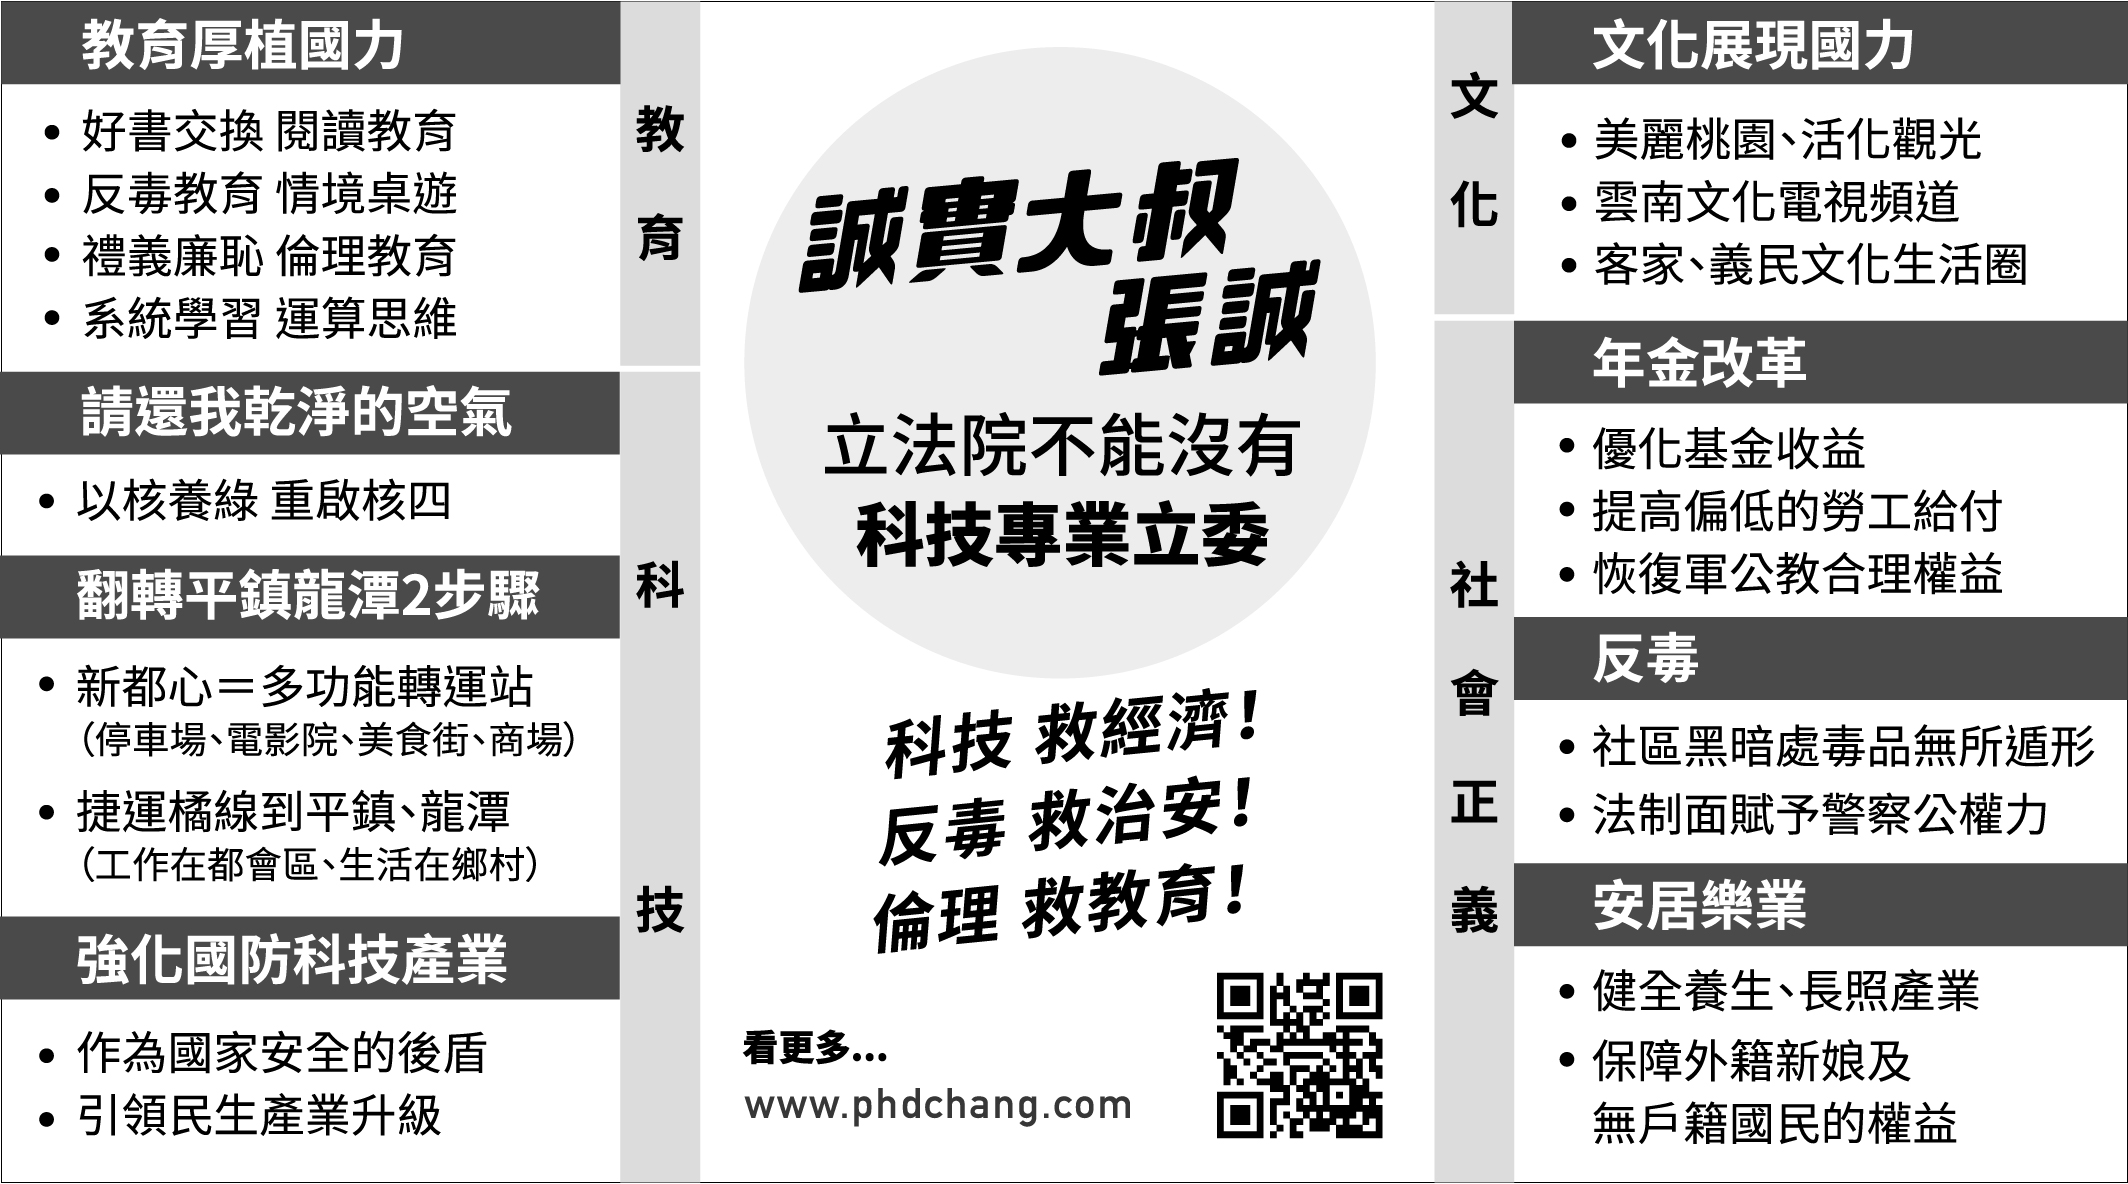 教育厚植國力
• 好書交換 閱讀教育
• 反毒教育 情境桌遊
• 禮義廉恥 倫理教育
• 系統學習 運算思維
教育
請還我乾淨的空氣
• 以核養綠 重啟核四
翻轉平鎮龍潭2步驟
• 新都心＝多功能轉運站
（停車場、電影院、美食街、商場）
• 捷運橘線到平鎮、龍潭
（工作在都會區、生活在鄉村）
強化國防科技產業
• 作為國家安全的後盾
• 引領民生產業升級
科技
誠實大叔
張誠
立法院不能沒有
科技專業立委
科技 救經濟！
反毒 救治安！
倫理 救教育！
看更多...
www.phdchang.com
文化
文化展現國力
• 美麗桃園、活化觀光
• 雲南文化電視頻道
• 客家、義民文化生活圈
社會正義
年金改革
• 優化基金收益
• 提高偏低的勞工給付
• 恢復軍公教合理權益
反毒
• 社區黑暗處毒品無所遁形
• 法制面賦予警察公權力
安居樂業
• 健全養生、長照產業
• 保障外籍新娘及
無戶籍國民的權益